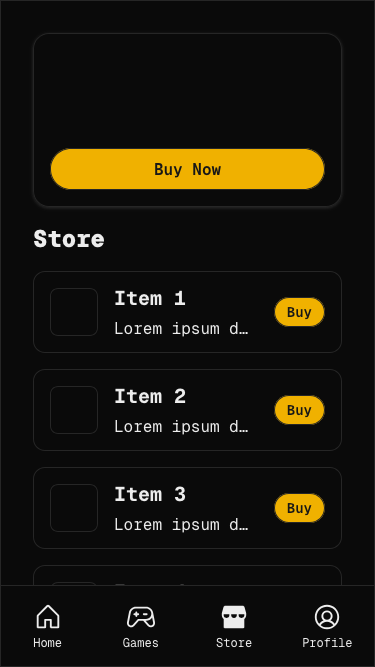 Buy Now
Store
Item 1
Lorem ipsum d…
Buy
Item 2
Lorem ipsum d…
Buy
Item 3
Lorem ipsum d…
Buy
Home
Games
Store
Profile